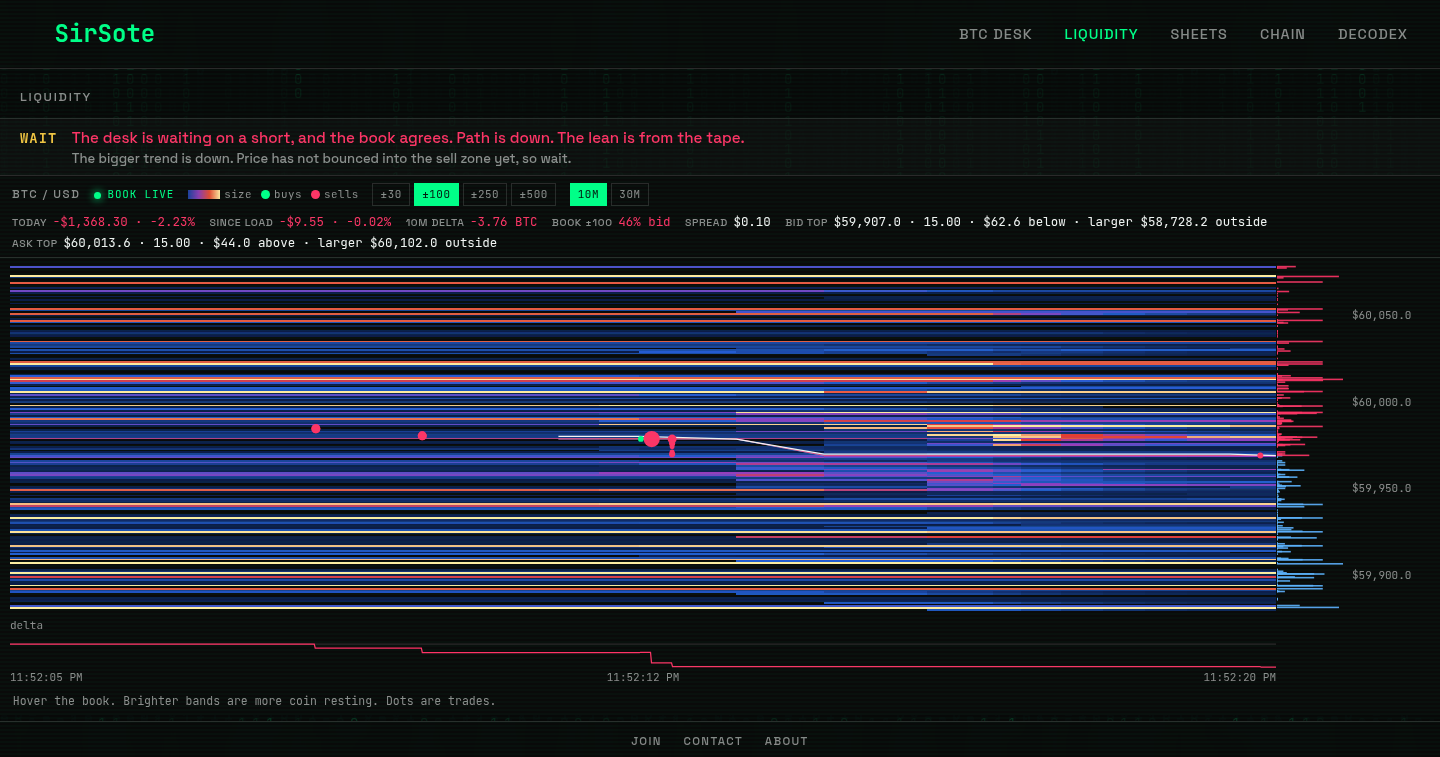 SirSote
BTC DESK LIQUIDITY SHEETS CHAIN DECODEX
LIQUIDITY
WAIT The desk is waiting on a short, and the book agrees. Path is down. The lean is from the tape.
The bigger trend is down. Price has not bounced into the sell zone yet, so wait.
BTC / USD BOOK LIVE size buys sells ±30 ±100 ±250 ±500 10M 30M
TODAY -$1,368.30 · -2.23% SINCE LOAD -$9.55 · -0.02% 10M DELTA -3.76 BTC BOOK ±100 46% bid SPREAD $0.10 BID TOP $59,907.0 · 15.00 · $62.6 below · larger $58,728.2 outside
ASK TOP $60,013.6 · 15.00 · $44.0 above · larger $60,102.0 outside
$60,050.0
$60,000.0
$59,950.0
$59,900.0
delta
11:52:05 PM 11:52:12 PM 11:52:20 PM
Hover the book. Brighter bands are more coin resting. Dots are trades.
JOIN CONTACT ABOUT